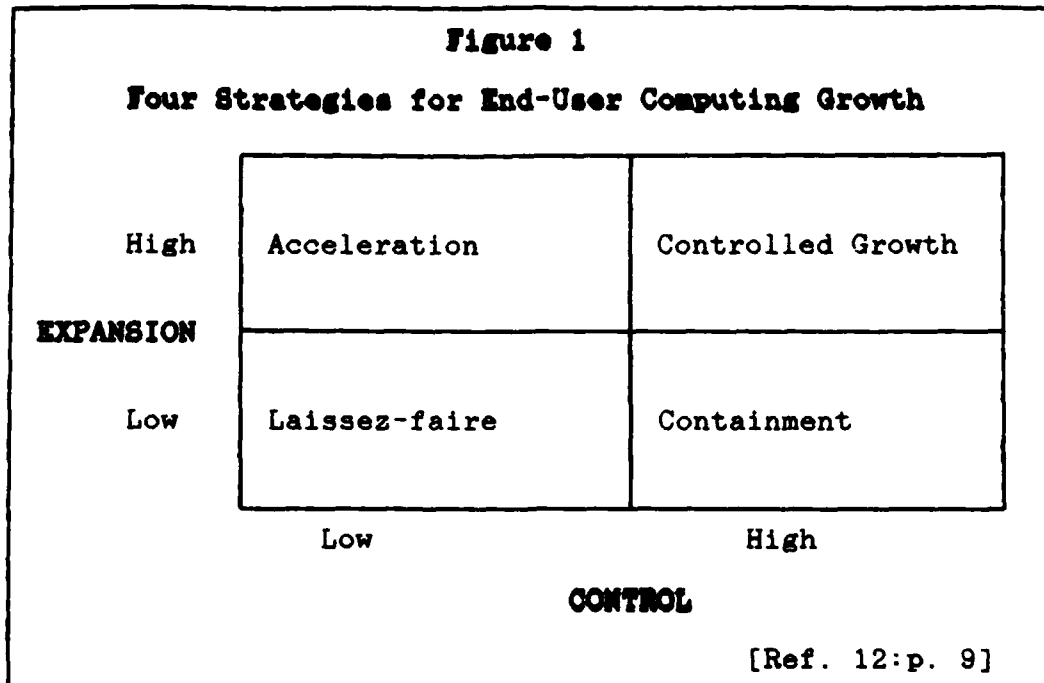 Figure 1
Four Strategies for End-User Computing Growth
High Acceleration Controlled Growth
EXPANSION
Low Laissez-faire Containment
Low High
CONTROL
[Ref. 12:p. 9]